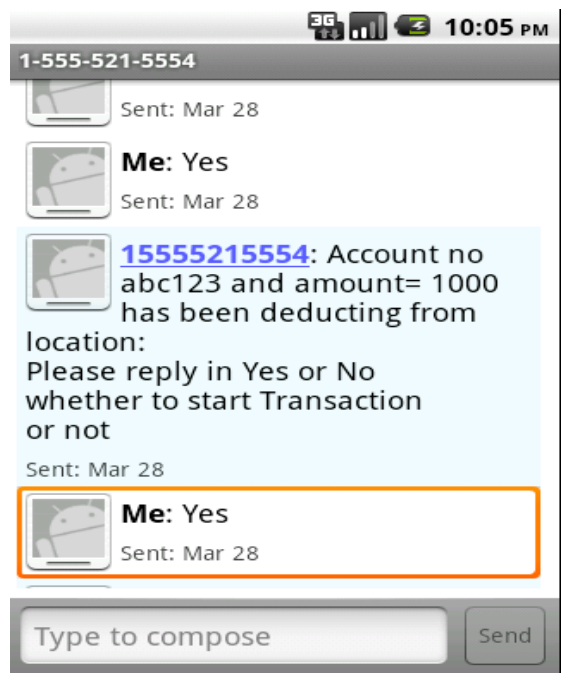 3G 10:05 PM
1-555-521-5554
Sent: Mar 28
Me: Yes
Sent: Mar 28
15555215554: Account no
abc123 and amount= 1000
has been deducting from
location:
Please reply in Yes or No
whether to start Transaction
or not
Sent: Mar 28
Me: Yes
Sent: Mar 28
Type to compose
Send